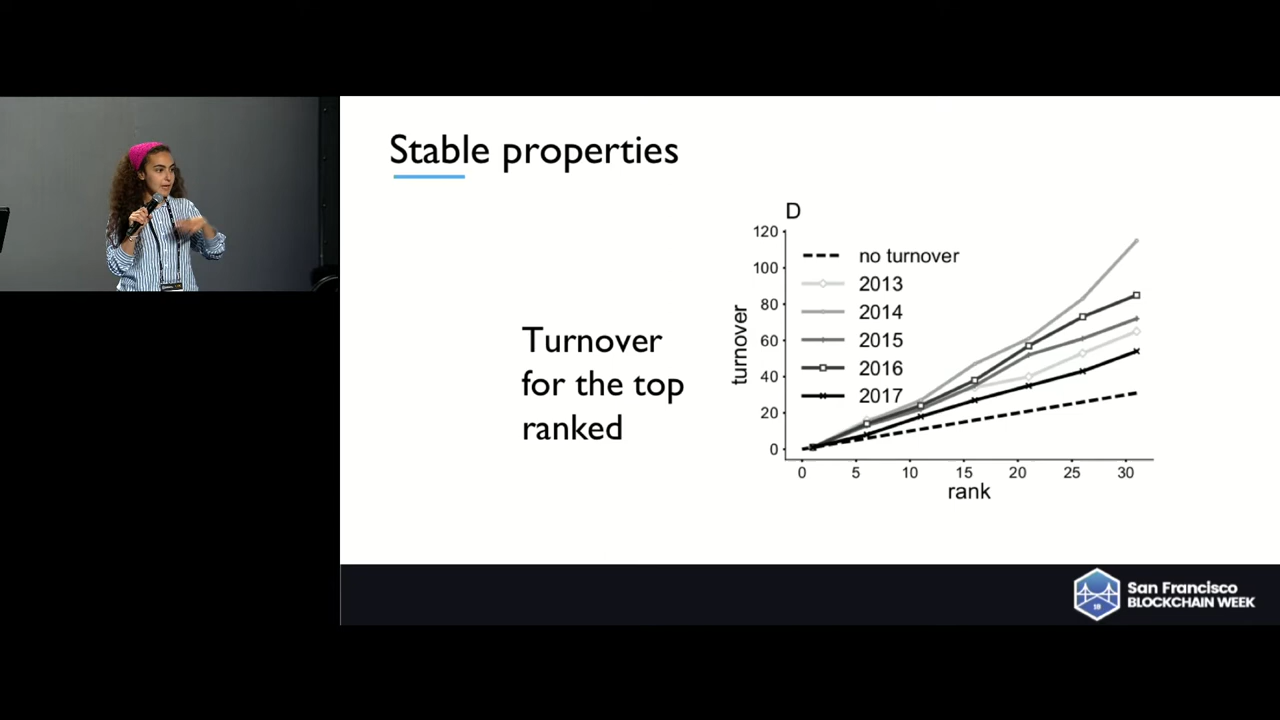 Stable properties
D
120
100
80
60
40
20
0
turnover
no turnover
2013
2014
2015
2016
2017
0 5 10 15 20 25 30
rank
Turnover
for the top
ranked
18
San Francisco
BLOCKCHAIN WEEK